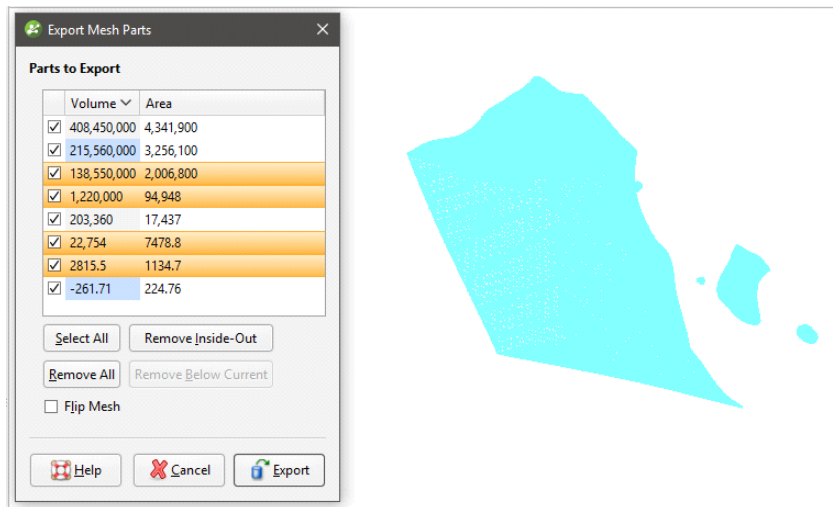 Export Mesh Parts
Parts to Export
Volume Area
408,450,000 4,341,900
215,560,000 3,256,100
138,550,000 2,006,800
1,220,000 94,948
203,360 17,437
22,754 7478.8
2815.5 1134.7
-261.71 224.76
Select All Remove Inside-Out
Remove All Remove Below Current
Flip Mesh
Help Cancel Export